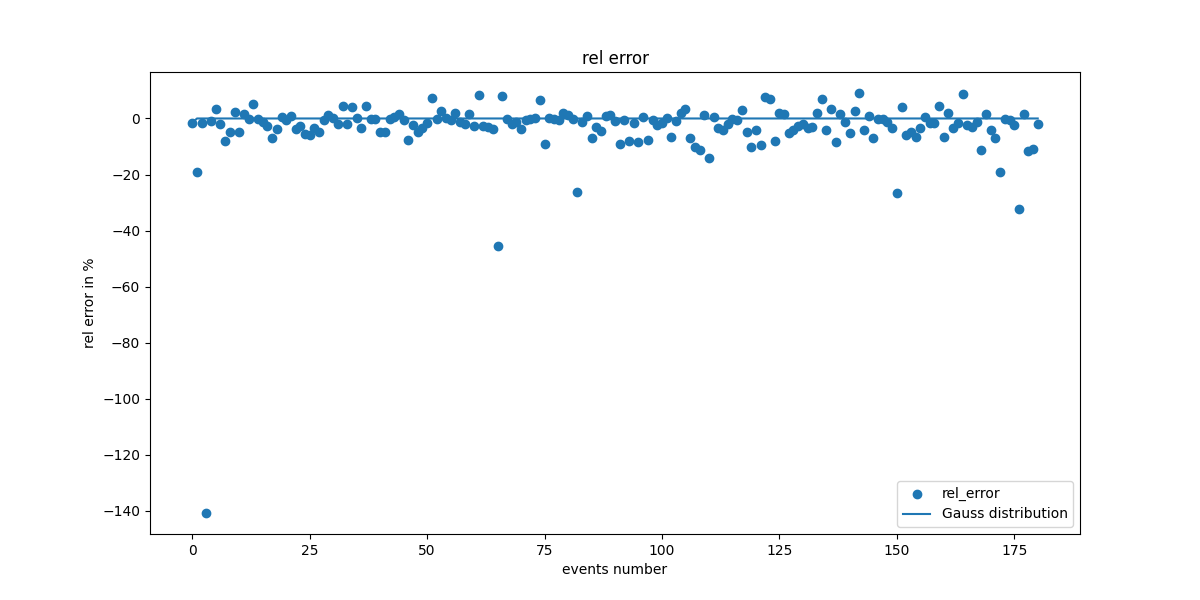 rel error
rel error in %
0
−20
−40
−60
−80
−100
−120
−140
0 25 50 75 100 125 150 175
events number
rel_error
Gauss distribution